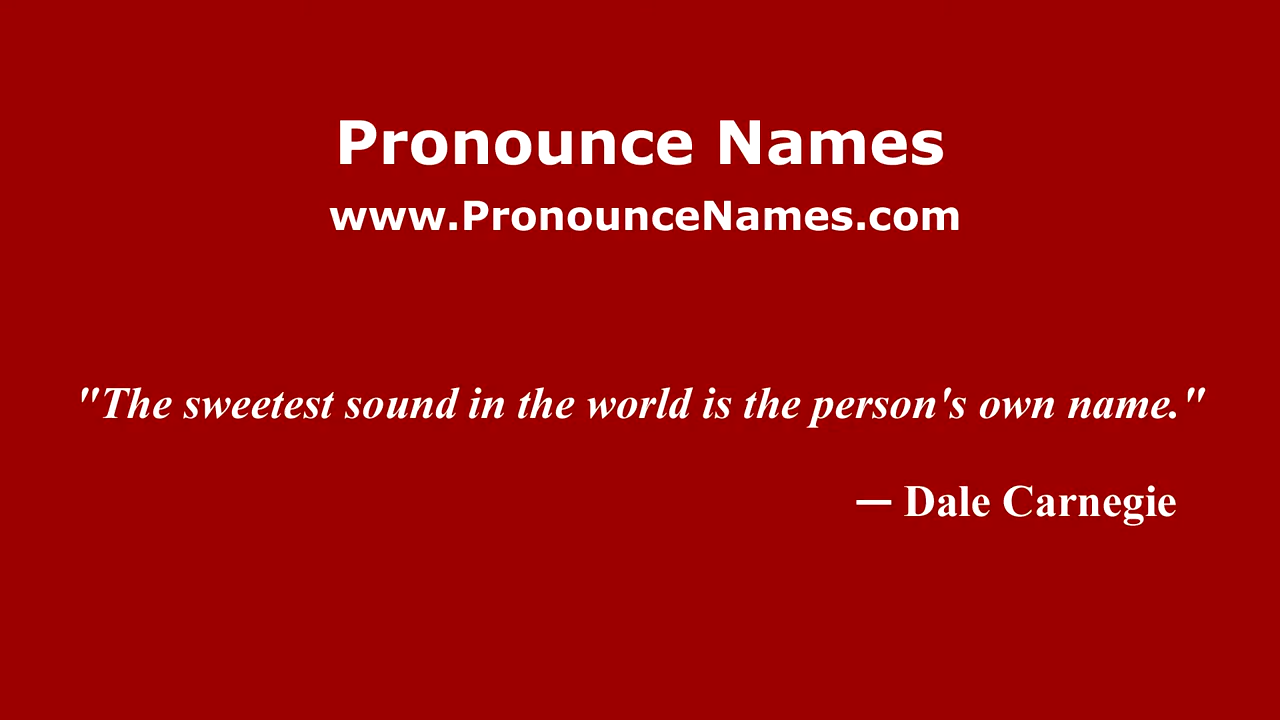 Pronounce Names
www.PronounceNames.com
"The sweetest sound in the world is the person's own name."
— Dale Carnegie